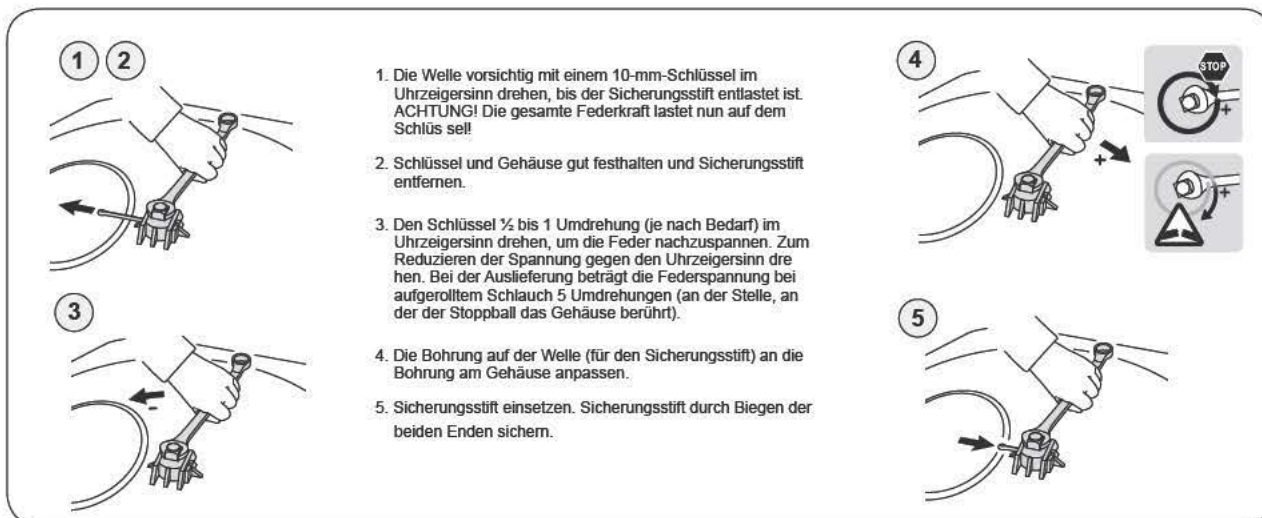 1 2
1. Die Welle vorsichtig mit einem 10-mm-Schlüssel im
Uhrzeigersinn drehen, bis der Sicherungsstift entlastet ist.
ACHTUNG! Die gesamte Federkraft lastet nun auf dem
Schlüs sel!
2. Schlüssel und Gehäuse gut festhalten und Sicherungsstift
entfernen.
3. Den Schlüssel ½ bis 1 Umdrehung (je nach Bedarf) im
Uhrzeigersinn drehen, um die Feder nachzuspannen. Zum
Reduzieren der Spannung gegen den Uhrzeigersinn dre
hen. Bei der Auslieferung beträgt die Federspannung bei
aufgerolltem Schlauch 5 Umdrehungen (an der Stelle, an
der der Stoppball das Gehäuse berührt).
4. Die Bohrung auf der Welle (für den Sicherungsstift) an die
Bohrung am Gehäuse anpassen.
5. Sicherungsstift einsetzen. Sicherungsstift durch Biegen der
beiden Enden sichern.
3
-
4
+
STOP
+
+
5